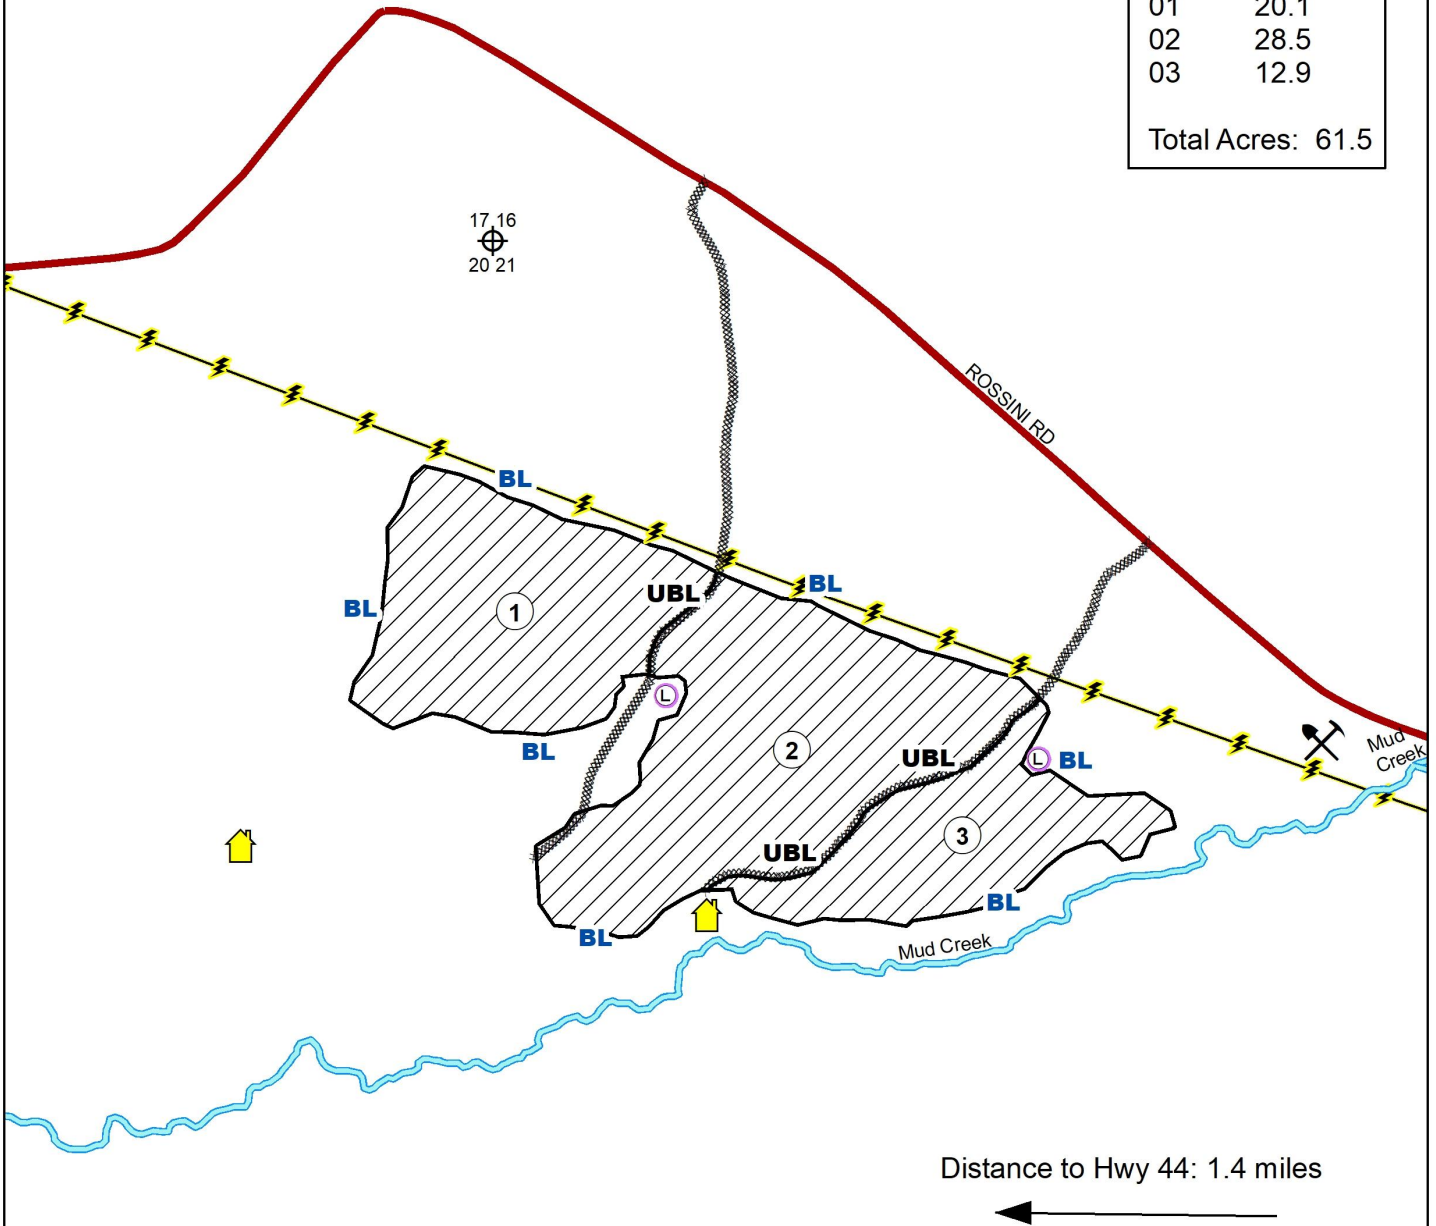 01 20.1
02 28.5
03 12.9
Total Acres: 61.5
17 16
20 21
ROSSINI RD
BL
BL
UBL
BL
1
L
Mud
Creek
BL
2
UBL
L
BL
3
UBL
BL
BL
Mud Creek
Distance to Hwy 44: 1.4 miles